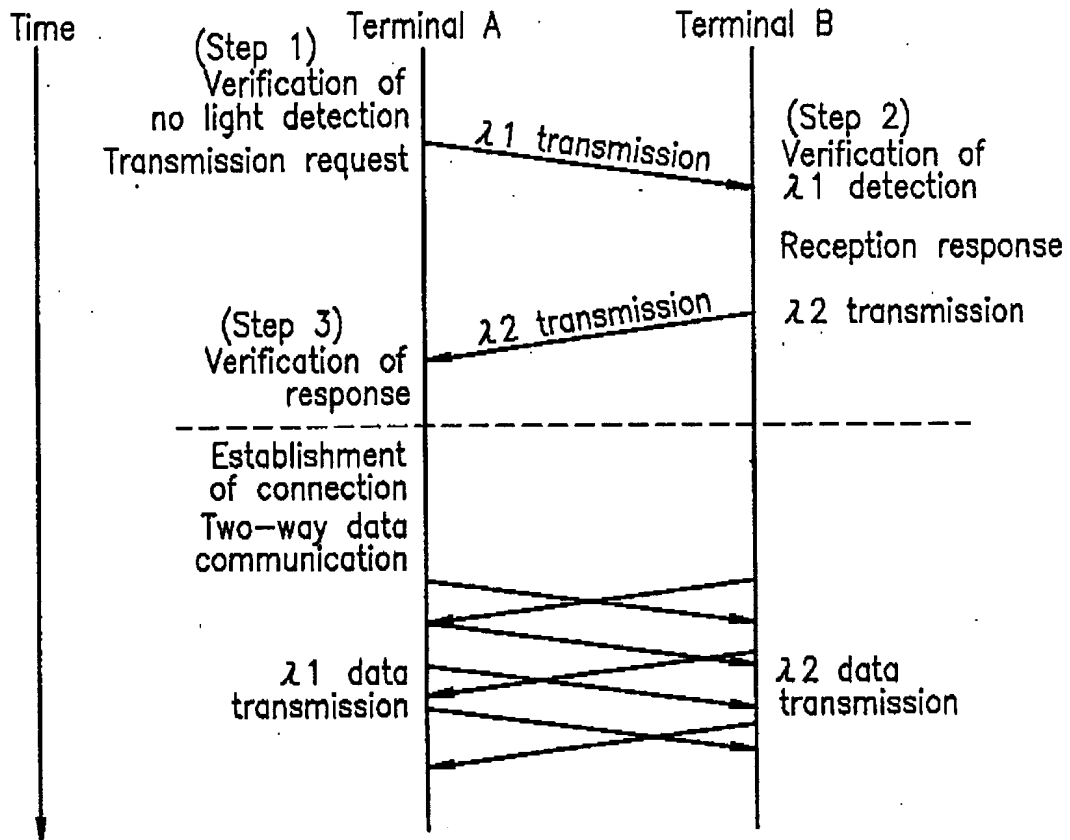 Time
Terminal A
Terminal B
(Step 1)
Verification of
no light detection
Transmission request
λ1 transmission
(Step 2)
Verification of
λ1 detection
Reception response
λ2 transmission
λ2 transmission
(Step 3)
Verification of
response
Establishment
of connection
Two-way data
communication
λ1 data
transmission
λ2 data
transmission